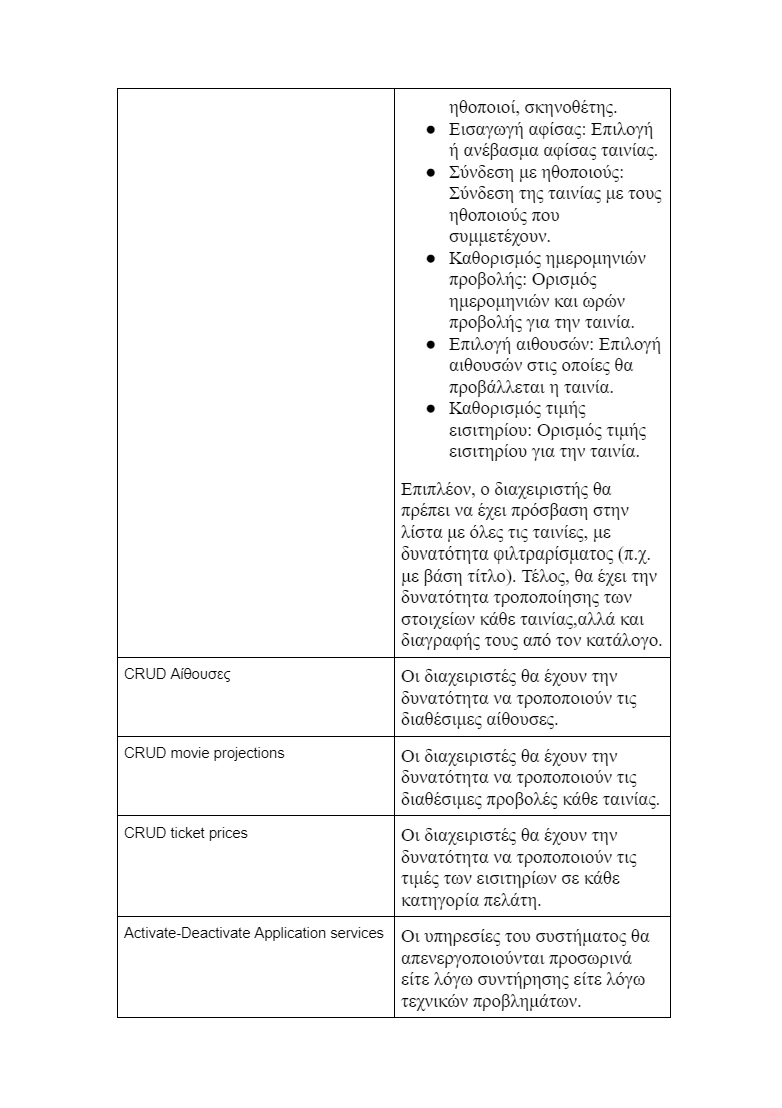 ηθοποιοί, σκηνοθέτης.
● Εισαγωγή αφίσας: Επιλογή
ή ανέβασμα αφίσας ταινίας.
● Σύνδεση με ηθοποιούς:
Σύνδεση της ταινίας με τους
ηθοποιούς που
συμμετέχουν.
● Καθορισμός ημερομηνιών
προβολής: Ορισμός
ημερομηνιών και ωρών
προβολής για την ταινία.
● Επιλογή αιθουσών: Επιλογή
αιθουσών στις οποίες θα
προβάλλεται η ταινία.
● Καθορισμός τιμής
εισιτηρίου: Ορισμός τιμής
εισιτηρίου για την ταινία.
Επιπλέον, ο διαχειριστής θα
πρέπει να έχει πρόσβαση στην
λίστα με όλες τις ταινίες, με
δυνατότητα φιλτραρίσματος (π.χ.
με βάση τίτλο). Τέλος, θα έχει την
δυνατότητα τροποποίησης των
στοιχείων κάθε ταινίας,αλλά και
διαγραφής τους από τον κατάλογο.
CRUD Αίθουσες
Οι διαχειριστές θα έχουν την
δυνατότητα να τροποποιούν τις
διαθέσιμες αίθουσες.
CRUD movie projections
Οι διαχειριστές θα έχουν την
δυνατότητα να τροποποιούν τις
διαθέσιμες προβολές κάθε ταινίας.
CRUD ticket prices
Οι διαχειριστές θα έχουν την
δυνατότητα να τροποποιούν τις
τιμές των εισιτηρίων σε κάθε
κατηγορία πελάτη.
Activate-Deactivate Application services
Οι υπηρεσίες του συστήματος θα
απενεργοποιούνται προσωρινά
είτε λόγω συντήρησης είτε λόγω
τεχνικών προβλημάτων.